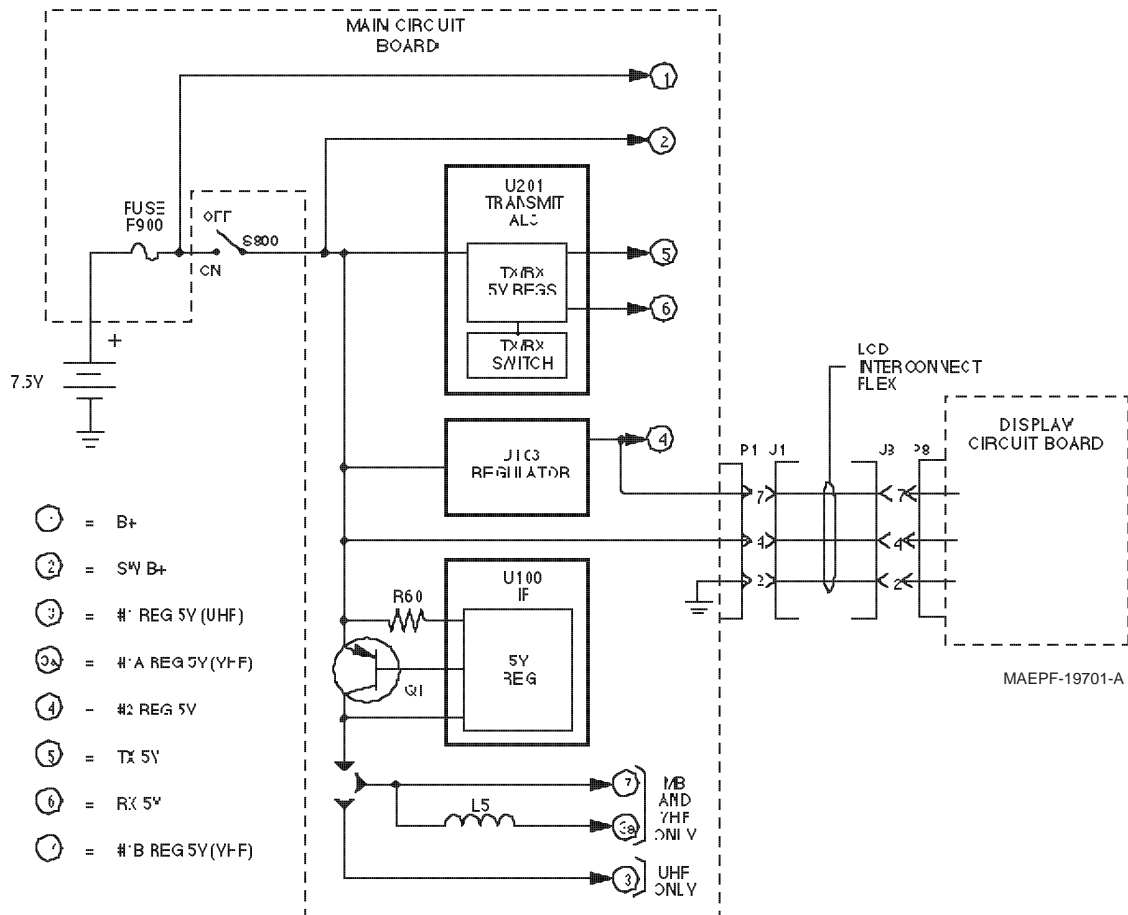 MAIN CIRCUIT
BOARD
1
2
U201
TRANSMIT
FUSE
F900
OFF
S800
ON
5
TX/RX
5V REGS
6
TX/RX
SWITCH
+
7.5V
LCD
INTERCONNECT
FLEX
DISPLAY
CIRCUIT BOARD
4
REGULATOR
P1 J1
J3 P8
7
7
4
4
2
2
U100
IF
R60
5V
REG
Q1
= B+
2 = SW B+
3 = #1 REG 5V (UHF)
3a = #1A REG 5V (VHF)
4 = #2 REG 5V
5 = TX 5V
6 = RX 5V
7 = #1B REG 5V (VHF)
MAEPF-19701-A
7
L5
3a
MB
AND
VHF
ONLY
3
UHF
ONLY